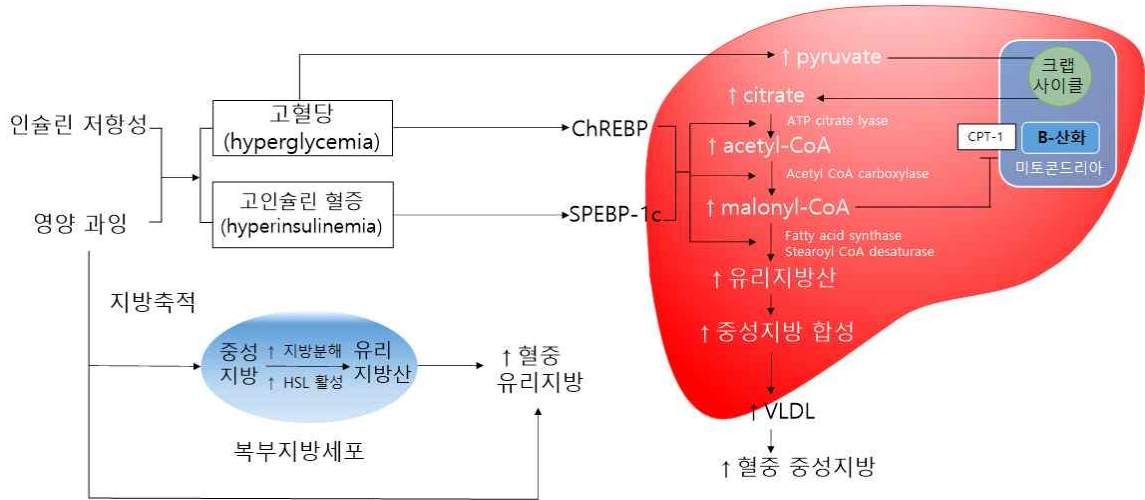 인슐린 저항성
영양 과잉
고혈당
(hyperglycemia)
고인슐린 혈증
(hyperinsulinemia)
ChREBP
SPEBP-1c
↑ pyruvate
크랩
사이클
↑ citrate
ATP citrate lyase
↑ acetyl-CoA
CPT-1
B-산화
미토콘드리아
Acetyl CoA carboxylase
↑ malonyl-CoA
Fatty acid synthase
Stearoyl CoA desaturase
↑ 유리지방산
↑ 중성지방 합성
↑ VLDL
↑ 혈중 중성지방
지방축적
중성
지방
↑ 지방분해
↑ HSL 활성
유리
지방산
복부지방세포
↑ 혈중
유리지방